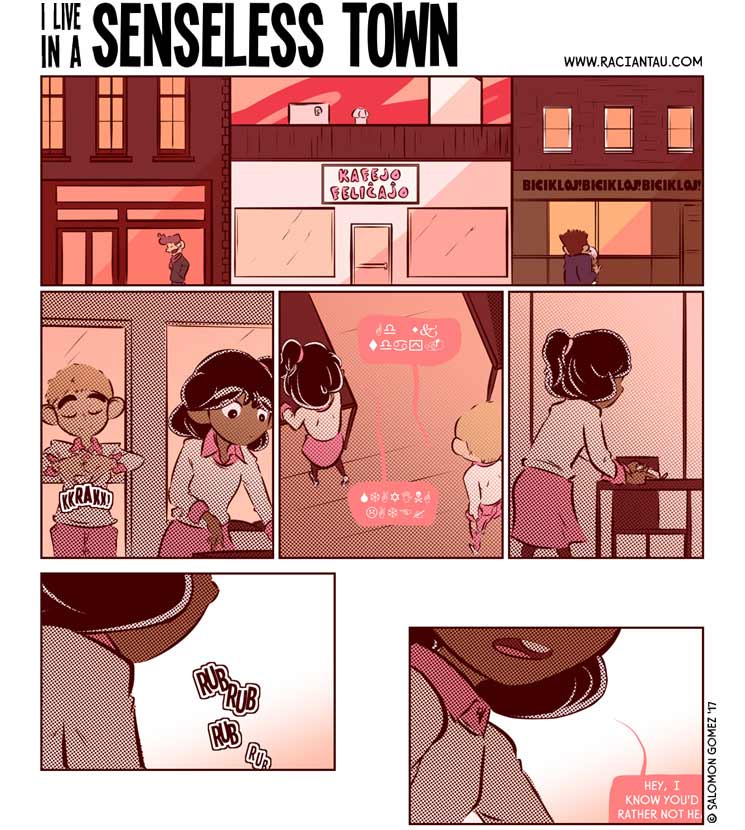 I LIVE
IN A SENSELESS TOWN
WWW.RACIANTAU.COM
KAFEJO
FELIĈAJO
BICIKLOJ!BICIKLOJ!BICIKLOJ!
KKRAKK!
RUB
RUB
RUB
RUB
HEY, I
KNOW YOU'D
RATHER NOT HE
© SALOMON GOMEZ '17